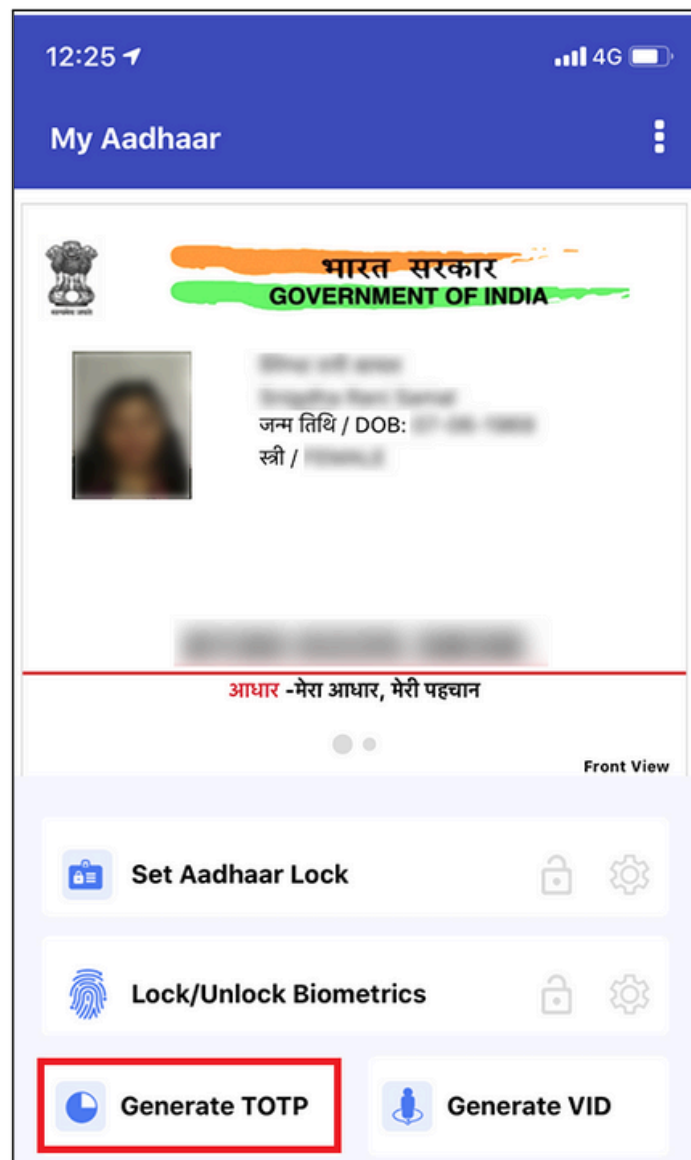 12:25
4G
My Aadhaar
भारत सरकार
GOVERNMENT OF INDIA
जन्म तिथि / DOB:
स्त्री /
आधार -मेरा आधार, मेरी पहचान
Front View
Set Aadhaar Lock
Lock/Unlock Biometrics
Generate TOTP
Generate VID